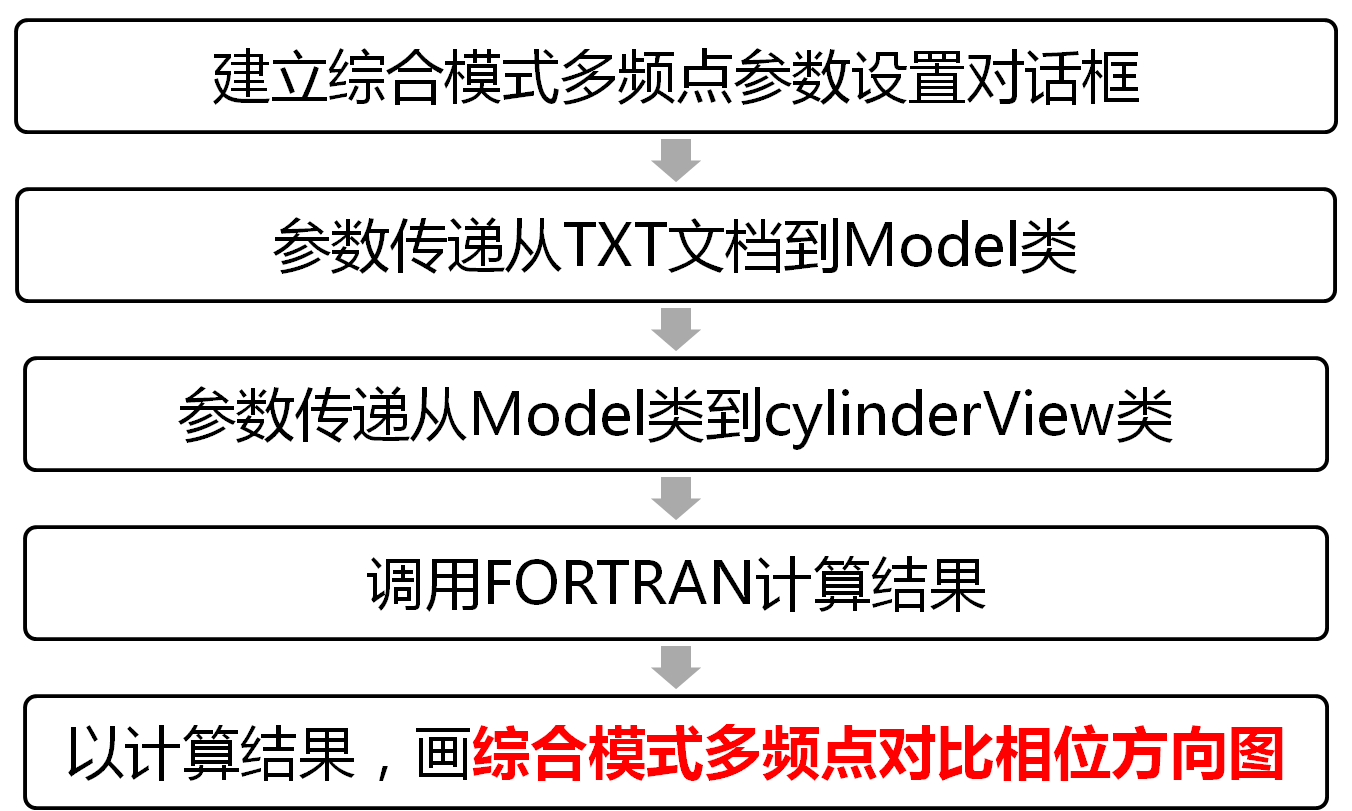 建立综合模式多频点参数设置对话框
参数传递从TXT文档到Model类
参数传递从Model类到cylinderView类
调用FORTRAN计算结果
以计算结果，画综合模式多频点对比相位方向图